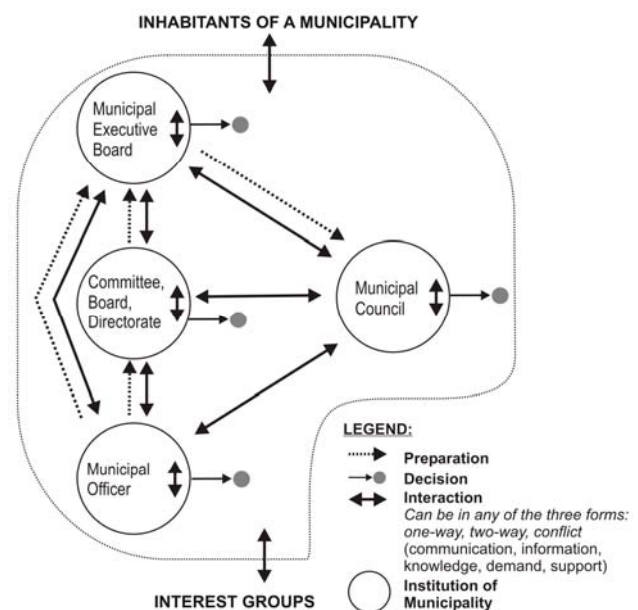 INHABITANTS OF A MUNICIPALITY
Municipal
Executive
Board
Committee,
Board,
Directorate
Municipal
Council
Municipal
Officer
LEGEND:
Preparation
Decision
Interaction
Can be in any of the three forms:
one-way, two-way, conflict
(communication, information,
knowledge, demand, support)
Institution of
Municipality
INTEREST GROUPS